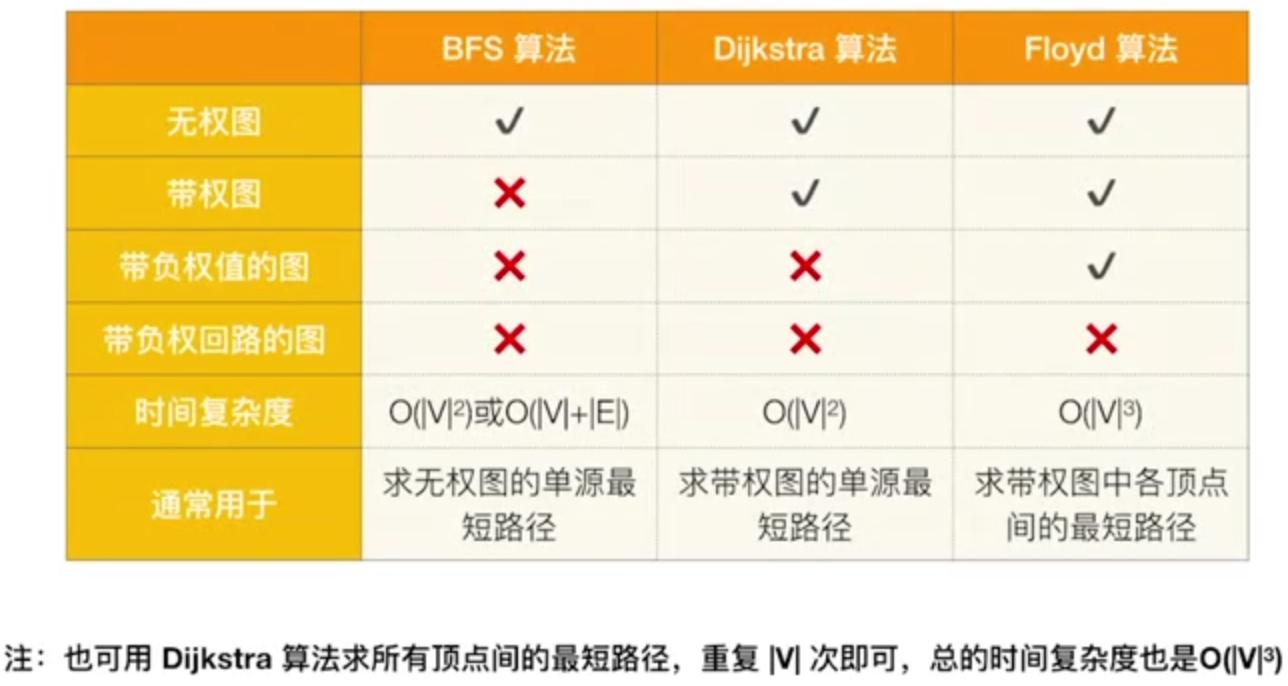 BFS 算法 Dijkstra 算法 Floyd 算法
无权图 ✓ ✓ ✓
带权图 ✕ ✓ ✓
带负权值的图 ✕ ✕ ✓
带负权回路的图 ✕ ✕ ✕
时间复杂度 O(|V|²)或O(|V|+|E|) O(|V|²) O(|V|³)
通常用于 求无权图的单源最 求带权图的单源最 求带权图中各顶点
短路径 短路径 间的最短路径
注：也可用 Dijkstra 算法求所有顶点间的最短路径，重复 |V| 次即可，总的时间复杂度也是O(|V|³)